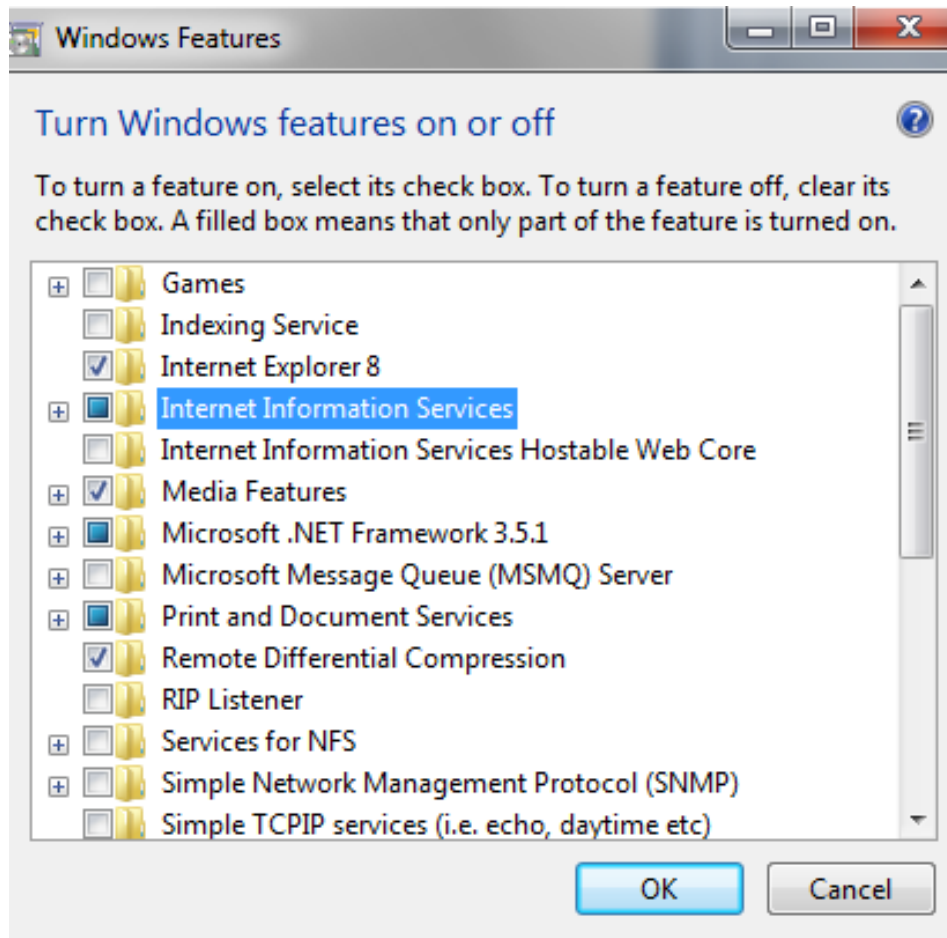 Windows Features
Turn Windows features on or off
To turn a feature on, select its check box. To turn a feature off, clear its
check box. A filled box means that only part of the feature is turned on.
Games
Indexing Service
Internet Explorer 8
Internet Information Services
Internet Information Services Hostable Web Core
Media Features
Microsoft .NET Framework 3.5.1
Microsoft Message Queue (MSMQ) Server
Print and Document Services
Remote Differential Compression
RIP Listener
Services for NFS
Simple Network Management Protocol (SNMP)
Simple TCPIP services (i.e. echo, daytime etc)
OK Cancel